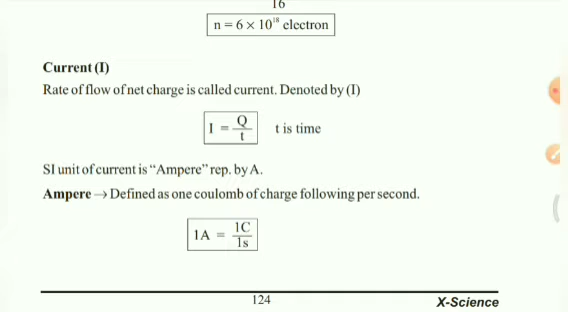 16
n = 6 × 10¹⁸ electron
Current (I)
Rate of flow of net charge is called current. Denoted by (I)
I = Q/t t is time
SI unit of current is “Ampere” rep. by A.
Ampere → Defined as one coulomb of charge following per second.
1A = 1C/1s
124
X-Science